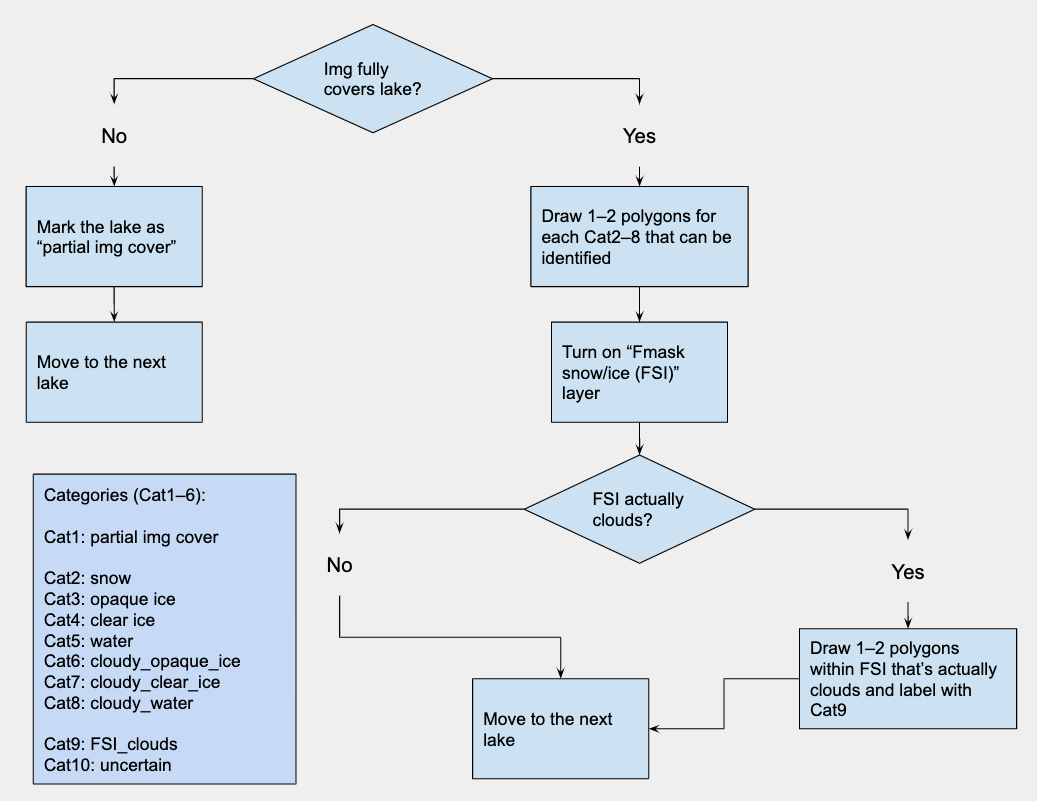 Img fully
covers lake?
No
Yes
Mark the lake as
“partial img cover”
Draw 1–2 polygons for
each Cat2–8 that can be
identified
Move to the next
lake
Turn on “Fmask
snow/ice (FSI)”
layer
FSI actually
clouds?
No
Yes
Draw 1–2 polygons
within FSI that’s actually
clouds and label with
Cat9
Move to the next
lake
Categories (Cat1–6):
Cat1: partial img cover
Cat2: snow
Cat3: opaque ice
Cat4: clear ice
Cat5: water
Cat6: cloudy_opaque_ice
Cat7: cloudy_clear_ice
Cat8: cloudy_water
Cat9: FSI_clouds
Cat10: uncertain